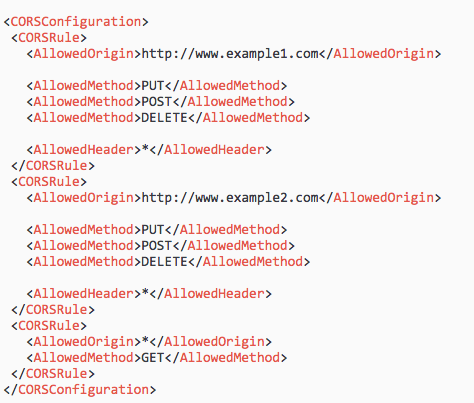 <CORSConfiguration>
<CORSRule>
<AllowedOrigin>http://www.example1.com</AllowedOrigin>
<AllowedMethod>PUT</AllowedMethod>
<AllowedMethod>POST</AllowedMethod>
<AllowedMethod>DELETE</AllowedMethod>
<AllowedHeader>*</AllowedHeader>
</CORSRule>
<CORSRule>
<AllowedOrigin>http://www.example2.com</AllowedOrigin>
<AllowedMethod>PUT</AllowedMethod>
<AllowedMethod>POST</AllowedMethod>
<AllowedMethod>DELETE</AllowedMethod>
<AllowedHeader>*</AllowedHeader>
</CORSRule>
<CORSRule>
<AllowedOrigin>*</AllowedOrigin>
<AllowedMethod>GET</AllowedMethod>
</CORSRule>
</CORSConfiguration>